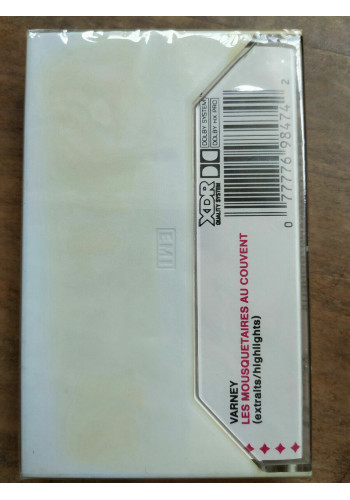 VARNEY
LES MOUSQUETAIRES AU COUVENT
(extraits/highlights)
XDR
QUALITY SYSTEM
DOLBY SYSTEM
DOLBY HX PRO
0 77776 98474 2
EMI